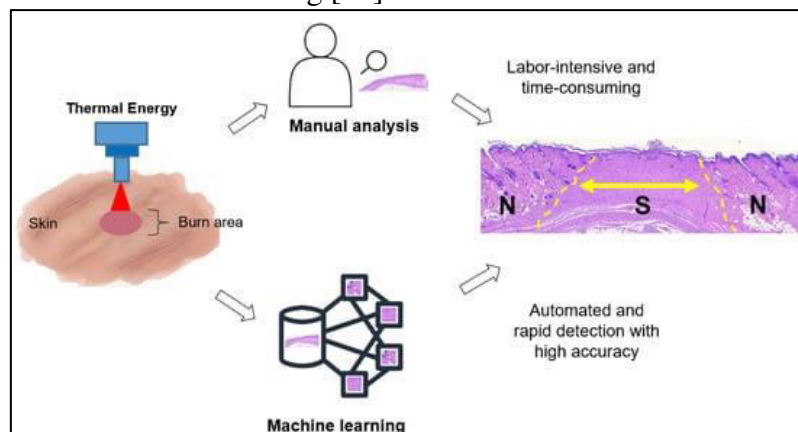 Thermal Energy
Skin
Burn area
Manual analysis
Machine learning
Labor-intensive and
time-consuming
N
S
N
Automated and
rapid detection with
high accuracy